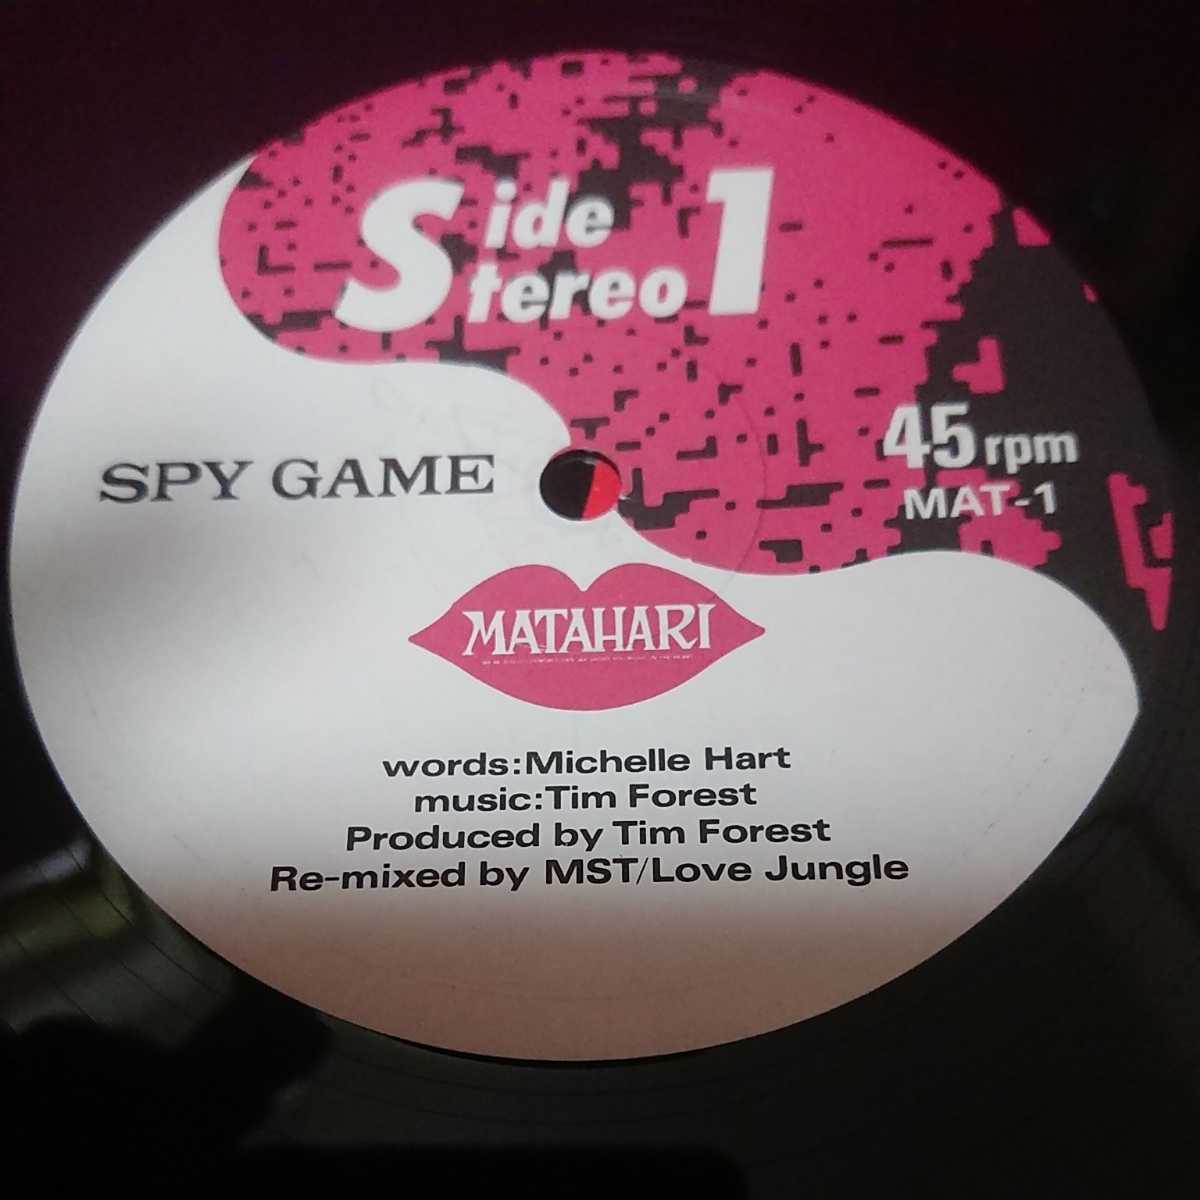 Side 1
Stereo
45 rpm
MAT-1
SPY GAME
MATAHARI
words:Michelle Hart
music:Tim Forest
Produced by Tim Forest
Re-mixed by MST/Love Jungle